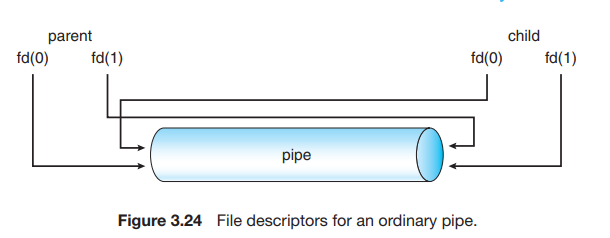 parent child
fd(0) fd(1) fd(0) fd(1)
pipe
Figure 3.24 File descriptors for an ordinary pipe.